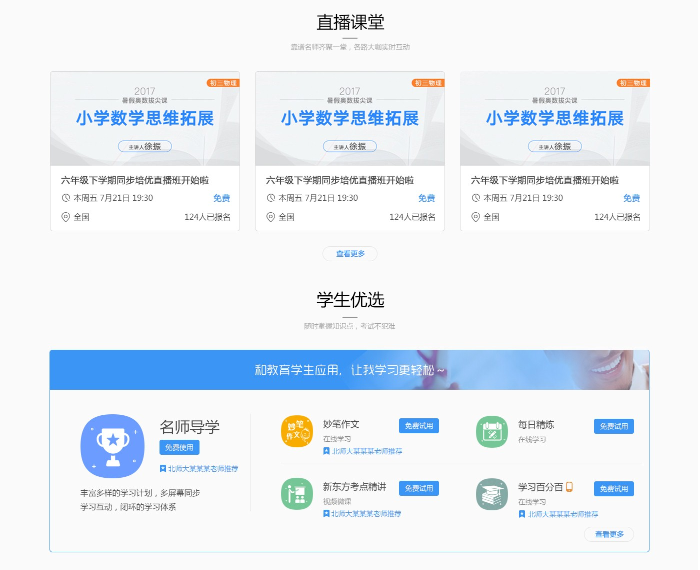 直播课堂
邀请名师齐聚一堂，各路大咖实时互动
初三物理
2017
暑假奥数拔尖课
小学数学思维拓展
主讲人徐振
六年级下学期同步培优直播班开始啦
本周五 7月21日 19:30 免费
全国 124人已报名
初三物理
2017
暑假奥数拔尖课
小学数学思维拓展
主讲人徐振
六年级下学期同步培优直播班开始啦
本周五 7月21日 19:30 免费
全国 124人已报名
初三物理
2017
暑假奥数拔尖课
小学数学思维拓展
主讲人徐振
六年级下学期同步培优直播班开始啦
本周五 7月21日 19:30 免费
全国 124人已报名
查看更多
学生优选
随时掌握知识点，考试不犯难
和教育学生应用，让我学习更轻松～
名师导学
免费使用
北师大某某某老师推荐
丰富多样的学习计划，多屏幕同步
学习互动，闭环的学习体系
妙笔作文
妙笔作文
免费试用
在线学习
北师大某某某老师推荐
每日精炼
免费试用
在线学习
新东方考点精讲
免费试用
视频微课
北师大某某某老师推荐
学习百分百
免费试用
在线学习
北师大某某某老师推荐
查看更多